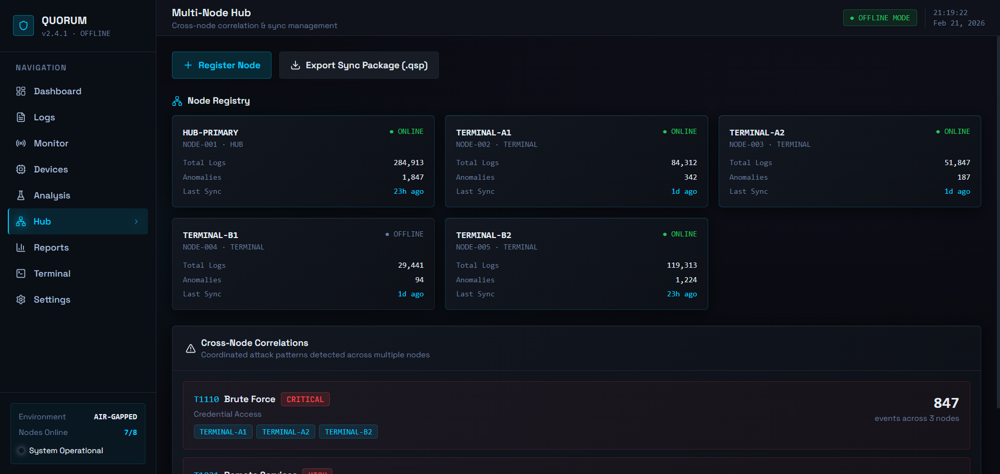 QUORUM
v2.4.1 · OFFLINE
NAVIGATION
Dashboard
Logs
Monitor
Devices
Analysis
Hub
Reports
Terminal
Settings
Environment AIR-GAPPED
Nodes Online 7/8
System Operational
Multi-Node Hub
Cross-node correlation & sync management
OFFLINE MODE
21:19:22
Feb 21, 2026
Register Node
Export Sync Package (.qsp)
Node Registry
HUB-PRIMARY ONLINE
NODE-001 · HUB
Total Logs 284,913
Anomalies 1,847
Last Sync 23h ago
TERMINAL-A1 ONLINE
NODE-002 · TERMINAL
Total Logs 84,312
Anomalies 342
Last Sync 1d ago
TERMINAL-A2 ONLINE
NODE-003 · TERMINAL
Total Logs 51,847
Anomalies 187
Last Sync 1d ago
TERMINAL-B1 OFFLINE
NODE-004 · TERMINAL
Total Logs 29,441
Anomalies 94
Last Sync 1d ago
TERMINAL-B2 ONLINE
NODE-005 · TERMINAL
Total Logs 119,313
Anomalies 1,224
Last Sync 23h ago
Cross-Node Correlations
Coordinated attack patterns detected across multiple nodes
T1110 Brute Force CRITICAL
Credential Access
TERMINAL-A1 TERMINAL-A2 TERMINAL-B2
847
events across 3 nodes
T1021 Remote Services HIGH